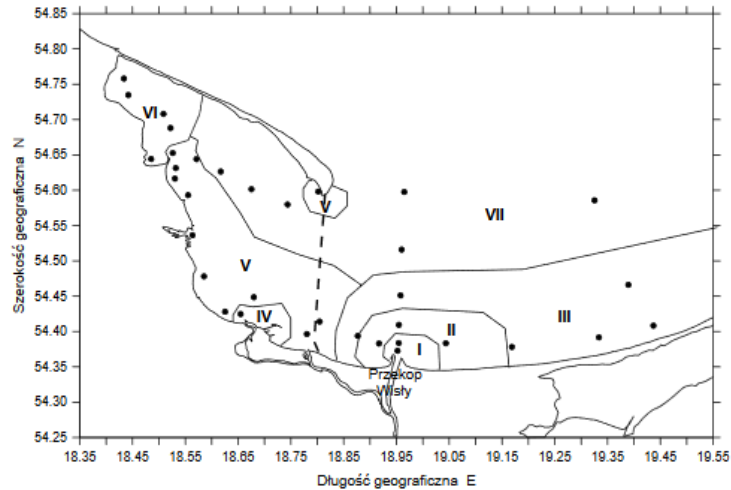 54.85
54.80
54.75
54.70
54.65
54.60
54.55
54.50
54.45
54.40
54.35
54.30
54.25
Szerokość geograficzna N
VI
V
VII
V
IV
III
II
I
Przekop
Wisły
18.35 18.45 18.55 18.65 18.75 18.85 18.95 19.05 19.15 19.25 19.35 19.45 19.55
Długość geograficzna E